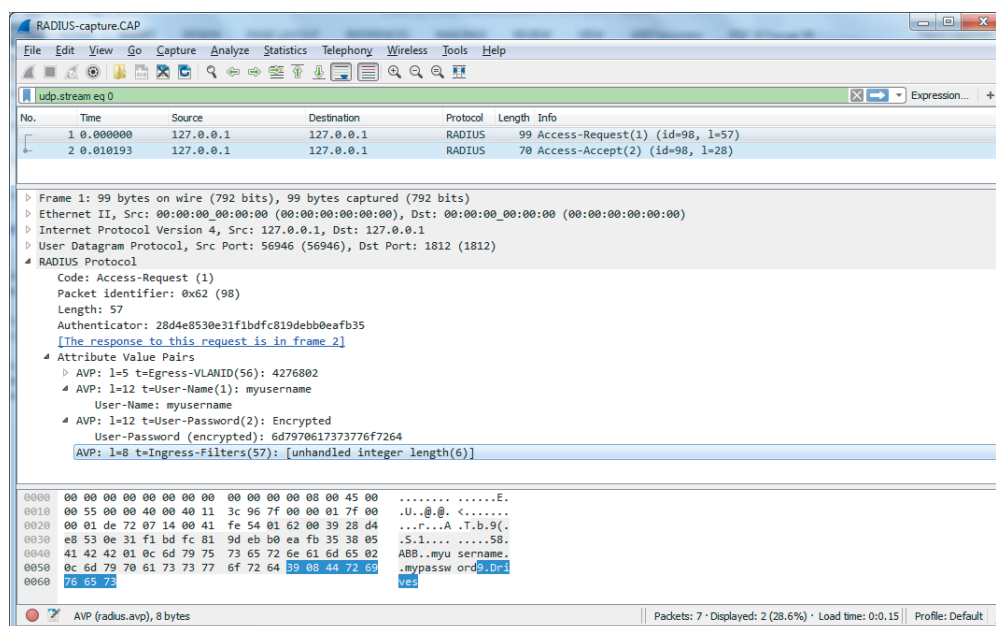 RADIUS-capture.CAP
File Edit View Go Capture Analyze Statistics Telephony Wireless Tools Help
udp.stream eq 0 Expression... +
No. Time Source Destination Protocol Length Info
1 0.000000 127.0.0.1 127.0.0.1 RADIUS 99 Access-Request(1) (id=98, l=57)
2 0.010193 127.0.0.1 127.0.0.1 RADIUS 70 Access-Accept(2) (id=98, l=28)
Frame 1: 99 bytes on wire (792 bits), 99 bytes captured (792 bits)
Ethernet II, Src: 00:00:00_00:00:00 (00:00:00:00:00:00), Dst: 00:00:00_00:00:00 (00:00:00:00:00:00)
Internet Protocol Version 4, Src: 127.0.0.1, Dst: 127.0.0.1
User Datagram Protocol, Src Port: 56946 (56946), Dst Port: 1812 (1812)
RADIUS Protocol
Code: Access-Request (1)
Packet identifier: 0x62 (98)
Length: 57
Authenticator: 28d4e8530e31f1bdfc819debb0eafb35
[The response to this request is in frame 2]
Attribute Value Pairs
AVP: l=5 t=Egress-VLANID(56): 4276802
AVP: l=12 t=User-Name(1): myusername
User-Name: myusername
AVP: l=12 t=User-Password(2): Encrypted
User-Password (encrypted): 6d7970617373776f7264
AVP: l=8 t=Ingress-Filters(57): [unhandled integer length(6)]
0000 00 00 00 00 00 00 00 00 00 00 00 00 08 00 45 00 ........ ......E.
0010 00 55 00 00 40 00 40 11 3c 96 7f 00 00 01 7f 00 .U..@.@. <.......
0020 00 01 de 72 07 14 00 41 fe 54 01 62 00 39 28 d4 ...r...A .T.b.9(.
0030 e8 53 0e 31 f1 bd fc 81 9d eb b0 ea fb 35 38 05 .S.1.... .....58.
0040 41 42 42 01 0c 6d 79 75 73 65 72 6e 61 6d 65 02 ABB..myu sername.
0050 0c 6d 79 70 61 73 73 77 6f 72 64 39 08 44 72 69 .mypassw ord9.Dri
0060 76 65 73 ves
AVP (radius.avp), 8 bytes Packets: 7 · Displayed: 2 (28.6%) · Load time: 0:0.15 Profile: Default